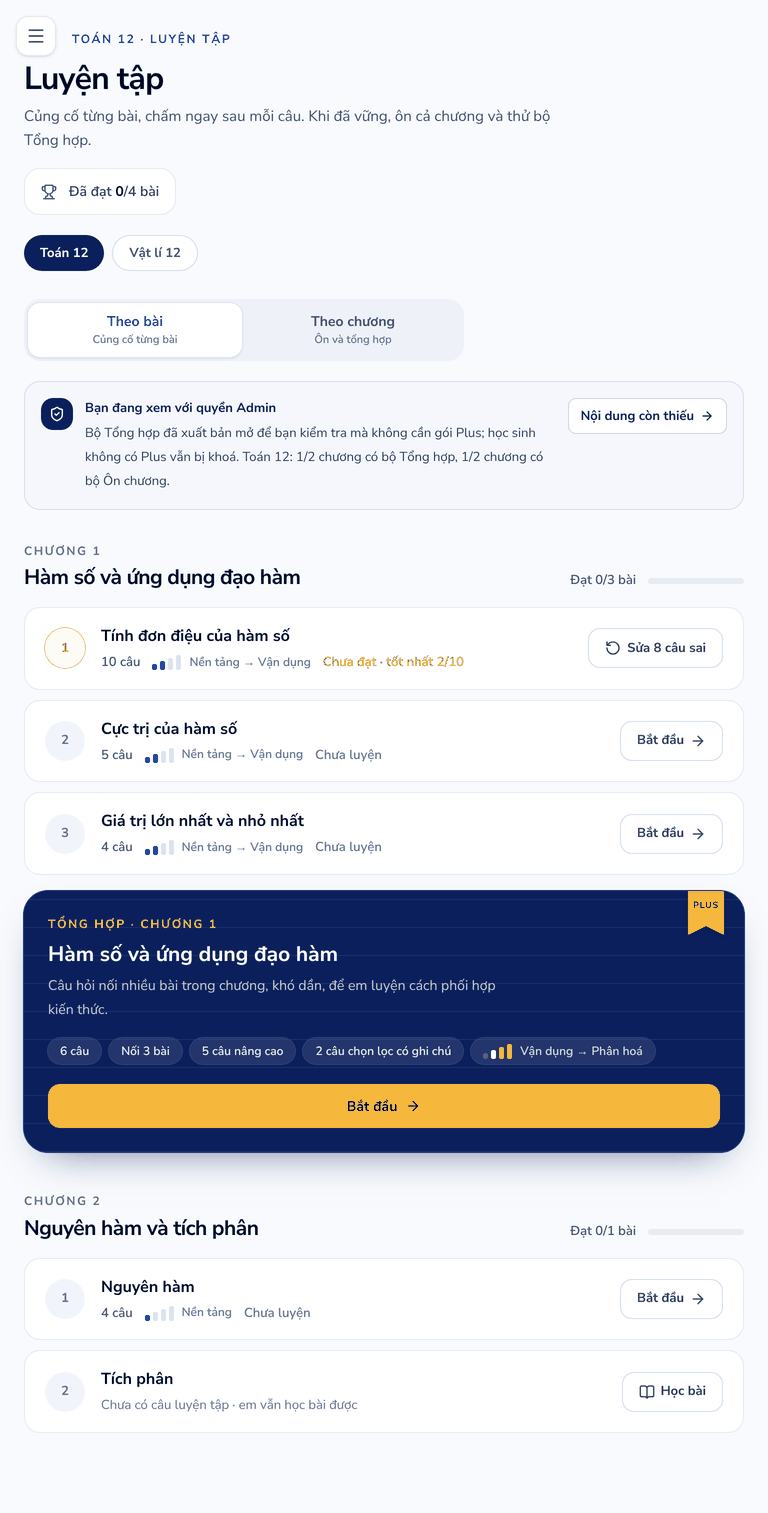 TOÁN 12 · LUYỆN TẬP
Luyện tập
Củng cố từng bài, chấm ngay sau mỗi câu. Khi đã vững, ôn cả chương và thử bộ
Tổng hợp.
Đã đạt 0/4 bài
Toán 12
Vật lí 12
Theo bài
Củng cố từng bài
Theo chương
Ôn và tổng hợp
Bạn đang xem với quyền Admin
Bộ Tổng hợp đã xuất bản mở để bạn kiểm tra mà không cần gói Plus; học sinh
không có Plus vẫn bị khoá. Toán 12: 1/2 chương có bộ Tổng hợp, 1/2 chương có
bộ Ôn chương.
Nội dung còn thiếu →
CHƯƠNG 1
Hàm số và ứng dụng đạo hàm
Đạt 0/3 bài
1
Tính đơn điệu của hàm số
10 câu Nền tảng → Vận dụng Chưa đạt · tốt nhất 2/10
Sửa 8 câu sai
2
Cực trị của hàm số
5 câu Nền tảng → Vận dụng Chưa luyện
Bắt đầu →
3
Giá trị lớn nhất và nhỏ nhất
4 câu Nền tảng → Vận dụng Chưa luyện
Bắt đầu →
PLUS
TỔNG HỢP · CHƯƠNG 1
Hàm số và ứng dụng đạo hàm
Câu hỏi nối nhiều bài trong chương, khó dần, để em luyện cách phối hợp
kiến thức.
6 câu
Nối 3 bài
5 câu nâng cao
2 câu chọn lọc có ghi chú
Vận dụng → Phân hoá
Bắt đầu →
CHƯƠNG 2
Nguyên hàm và tích phân
Đạt 0/1 bài
1
Nguyên hàm
4 câu Nền tảng Chưa luyện
Bắt đầu →
2
Tích phân
Chưa có câu luyện tập · em vẫn học bài được
Học bài